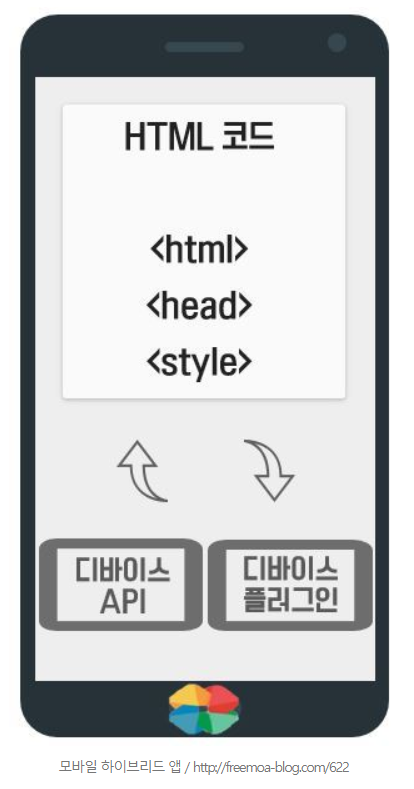 HTML 코드
<html>
<head>
<style>
디바이스
API
디바이스
플러그인
모바일 하이브리드 앱 / http://freemoa-blog.com/622